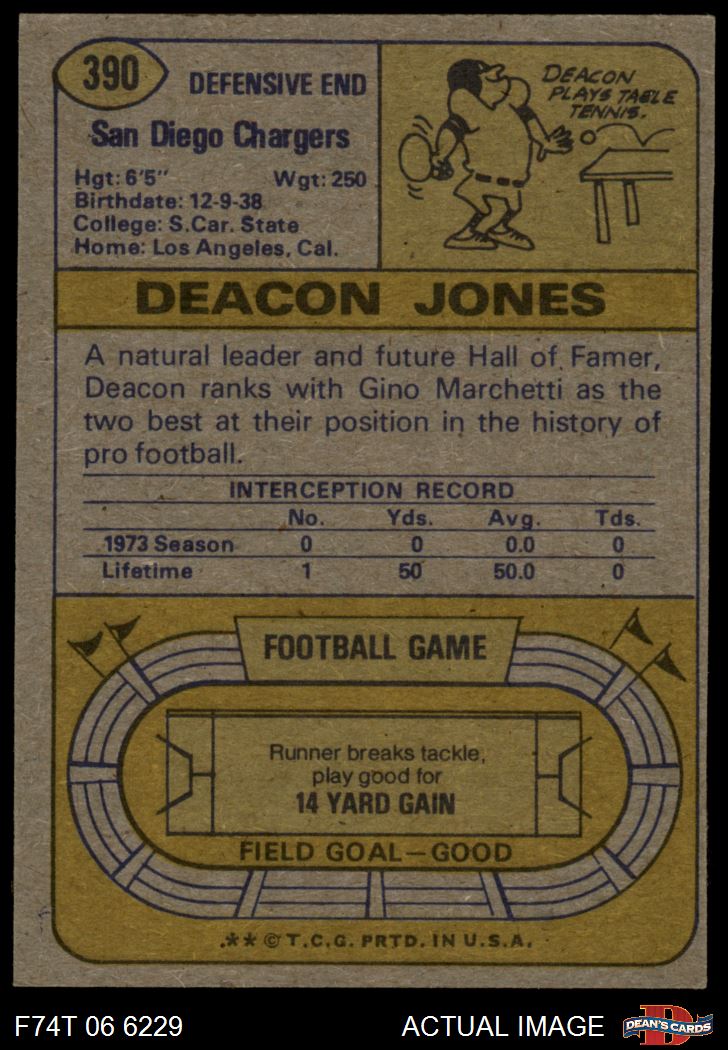 390
DEFENSIVE END
San Diego Chargers
Hgt: 6'5" Wgt: 250
Birthdate: 12-9-38
College: S.Car. State
Home: Los Angeles, Cal.
DEACON
PLAYS TABLE
TENNIS.
DEACON JONES
A natural leader and future Hall of Famer,
Deacon ranks with Gino Marchetti as the
two best at their position in the history of
pro football.
INTERCEPTION RECORD
No. Yds. Avg. Tds.
1973 Season 0 0 0.0 0
Lifetime 1 50 50.0 0
FOOTBALL GAME
Runner breaks tackle,
play good for
14 YARD GAIN
FIELD GOAL—GOOD
.** © T.C.G. PRTD. IN U.S.A.
F74T 06 6229 ACTUAL IMAGE
D
DEAN'S CARDS